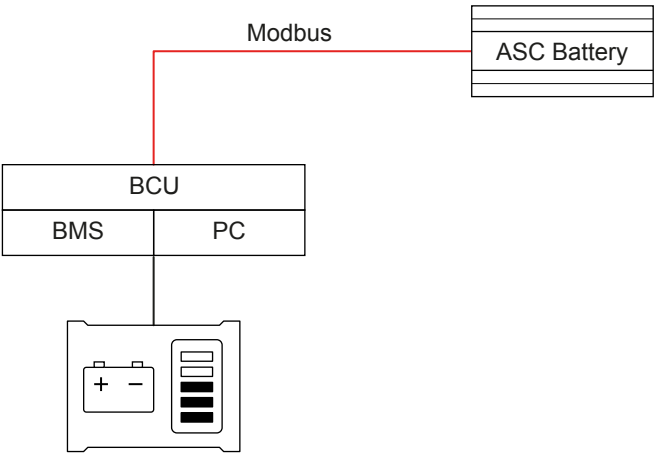 Modbus
ASC Battery
BCU
BMS
PC
+ −